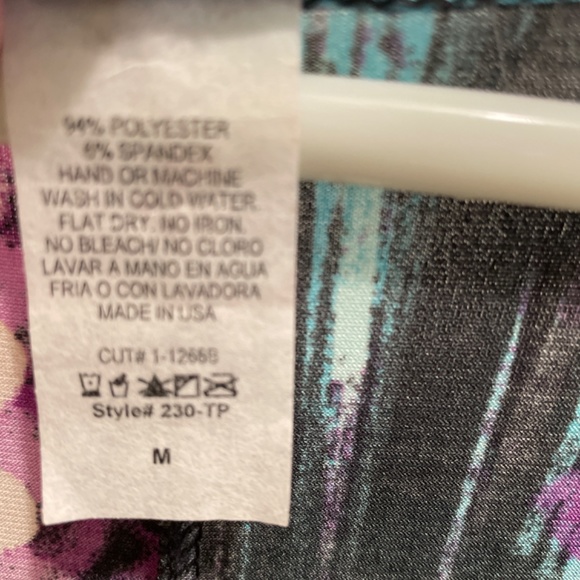 94% POLYESTER
6% SPANDEX
HAND OR MACHINE
WASH IN COLD WATER.
FLAT DRY. NO IRON.
NO BLEACH/ NO CLORO
LAVAR A MANO EN AGUA
FRIA O CON LAVADORA
MADE IN USA
CUT# 1-1266B
Style# 230-TP
M